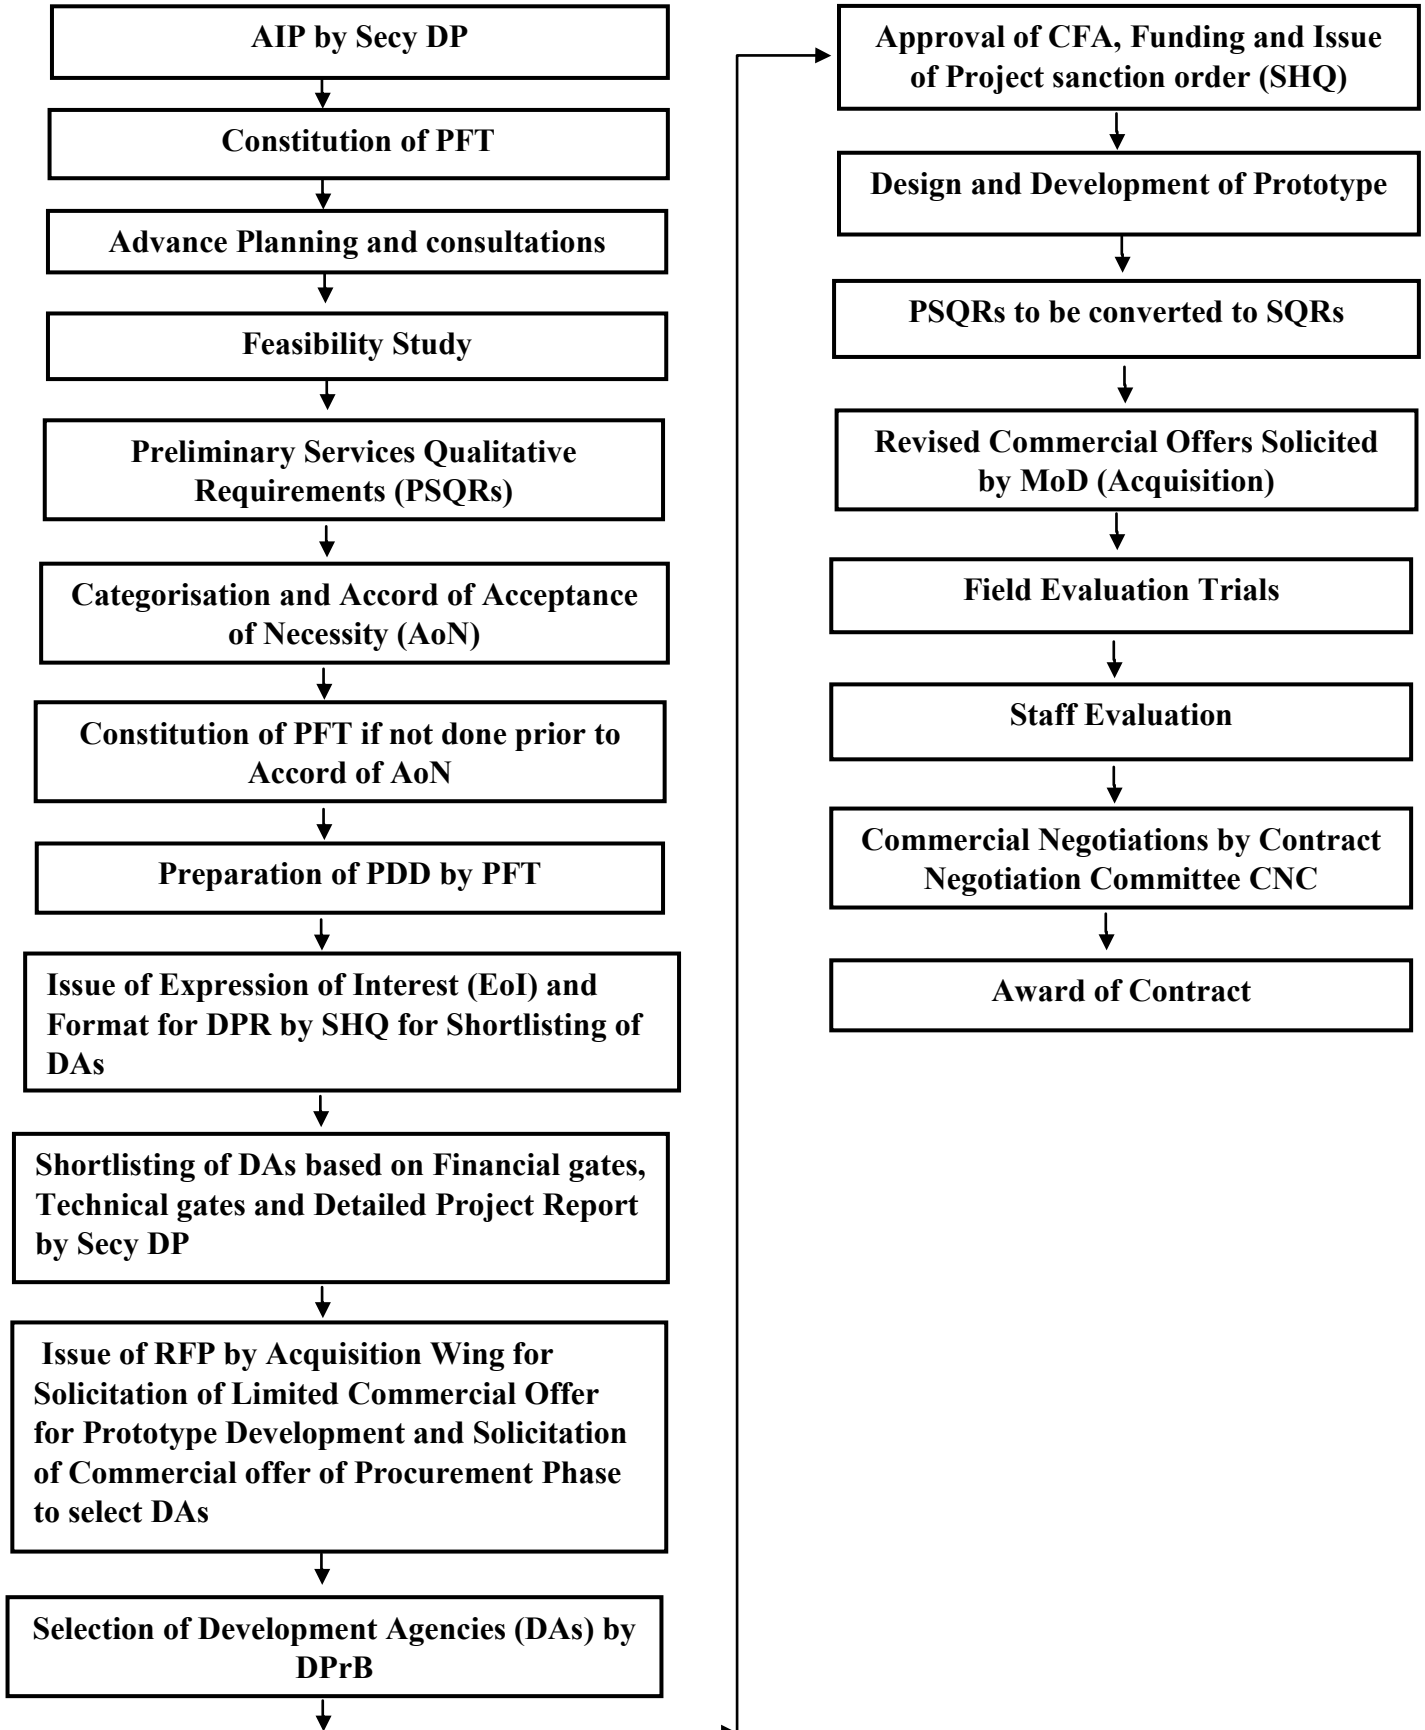 AIP by Secy DP
Constitution of PFT
Advance Planning and consultations
Feasibility Study
Preliminary Services Qualitative
Requirements (PSQRs)
Categorisation and Accord of Acceptance
of Necessity (AoN)
Constitution of PFT if not done prior to
Accord of AoN
Preparation of PDD by PFT
Issue of Expression of Interest (EoI) and
Format for DPR by SHQ for Shortlisting of
DAs
Shortlisting of DAs based on Financial gates,
Technical gates and Detailed Project Report
by Secy DP
Issue of RFP by Acquisition Wing for
Solicitation of Limited Commercial Offer
for Prototype Development and Solicitation
of Commercial offer of Procurement Phase
to select DAs
Selection of Development Agencies (DAs) by
DPrB
Approval of CFA, Funding and Issue
of Project sanction order (SHQ)
Design and Development of Prototype
PSQRs to be converted to SQRs
Revised Commercial Offers Solicited
by MoD (Acquisition)
Field Evaluation Trials
Staff Evaluation
Commercial Negotiations by Contract
Negotiation Committee CNC
Award of Contract